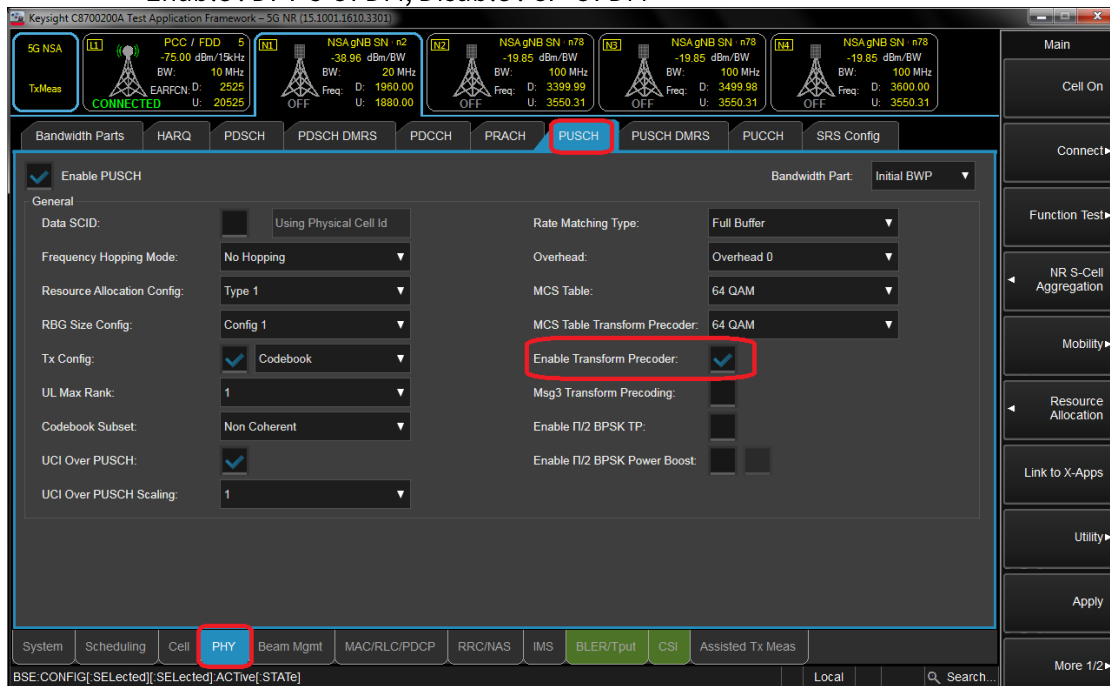 Enable: DFT-S-OFDM, Disable: CP-OFDM
Keysight C8700200A Test Application Framework – 5G NR (15.1001.1610.3301)
5G NSA
TxMeas
L1
PCC / FDD 5
-75.00 dBm/15kHz
BW: 10 MHz
EARFCN: D: 2525
CONNECTED U: 20525
N1
NSA gNB SN · n2
-38.96 dBm/BW
BW: 20 MHz
Freq: D: 1960.00
OFF U: 1880.00
N2
NSA gNB SN · n78
-19.85 dBm/BW
BW: 100 MHz
Freq: D: 3399.99
OFF U: 3550.31
N3
NSA gNB SN · n78
-19.85 dBm/BW
BW: 100 MHz
Freq: D: 3499.98
OFF U: 3550.31
N4
NSA gNB SN · n78
-19.85 dBm/BW
BW: 100 MHz
Freq: D: 3600.00
OFF U: 3550.31
Main
Cell On
Connect
Function Test
NR S-Cell
Aggregation
Mobility
Resource
Allocation
Link to X-Apps
Utility
Apply
More 1/2
Bandwidth Parts HARQ PDSCH PDSCH DMRS PDCCH PRACH PUSCH PUSCH DMRS PUCCH SRS Config
Enable PUSCH
Bandwidth Part: Initial BWP
General
Data SCID: Using Physical Cell Id
Rate Matching Type: Full Buffer
Frequency Hopping Mode: No Hopping
Overhead: Overhead 0
Resource Allocation Config: Type 1
MCS Table: 64 QAM
RBG Size Config: Config 1
MCS Table Transform Precoder: 64 QAM
Tx Config: Codebook
Enable Transform Precoder:
UL Max Rank: 1
Msg3 Transform Precoding:
Codebook Subset: Non Coherent
Enable Π/2 BPSK TP:
UCI Over PUSCH:
Enable Π/2 BPSK Power Boost:
UCI Over PUSCH Scaling: 1
System Scheduling Cell PHY Beam Mgmt MAC/RLC/PDCP RRC/NAS IMS BLER/Tput CSI Assisted Tx Meas
BSE:CONFIG[:SELected][:SELected]:ACTive[:STATe]
Local
Search...